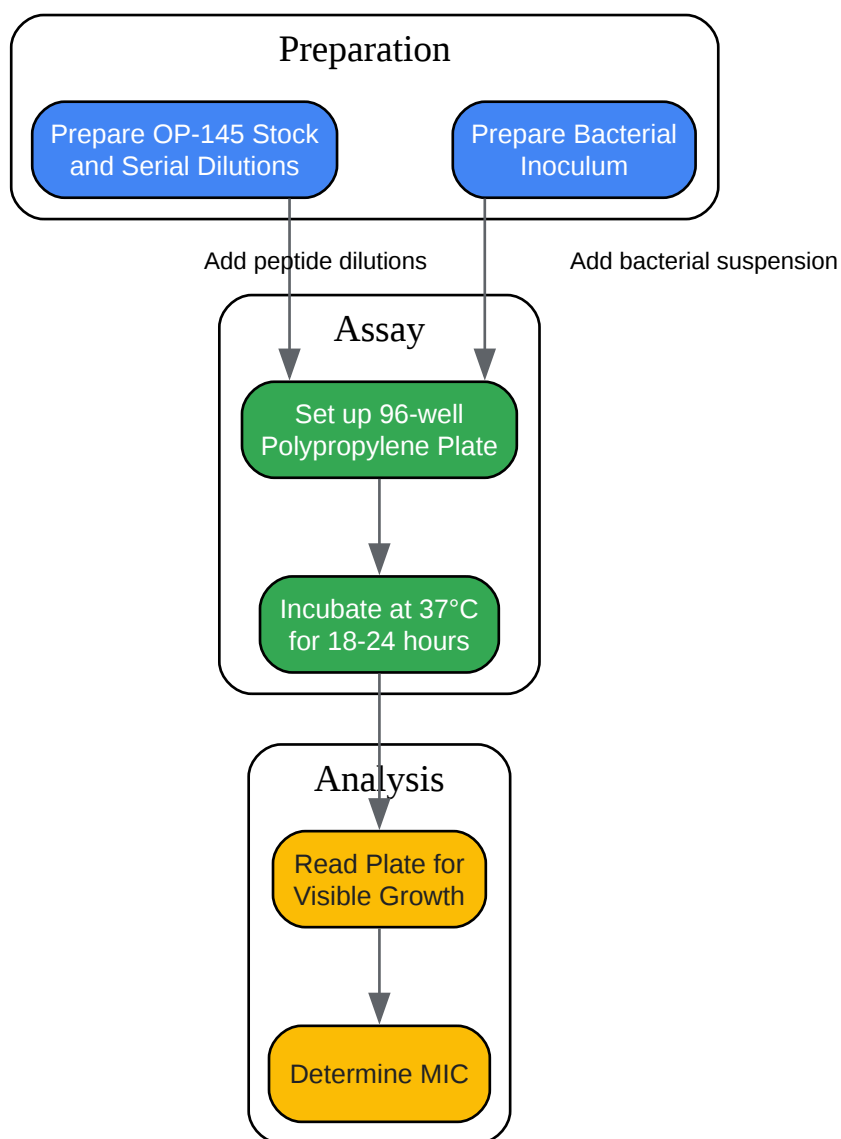 Preparation
Prepare OP-145 Stock
and Serial Dilutions
Prepare Bacterial
Inoculum
Add peptide dilutions
Add bacterial suspension
Assay
Set up 96-well
Polypropylene Plate
Incubate at 37°C
for 18-24 hours
Analysis
Read Plate for
Visible Growth
Determine MIC